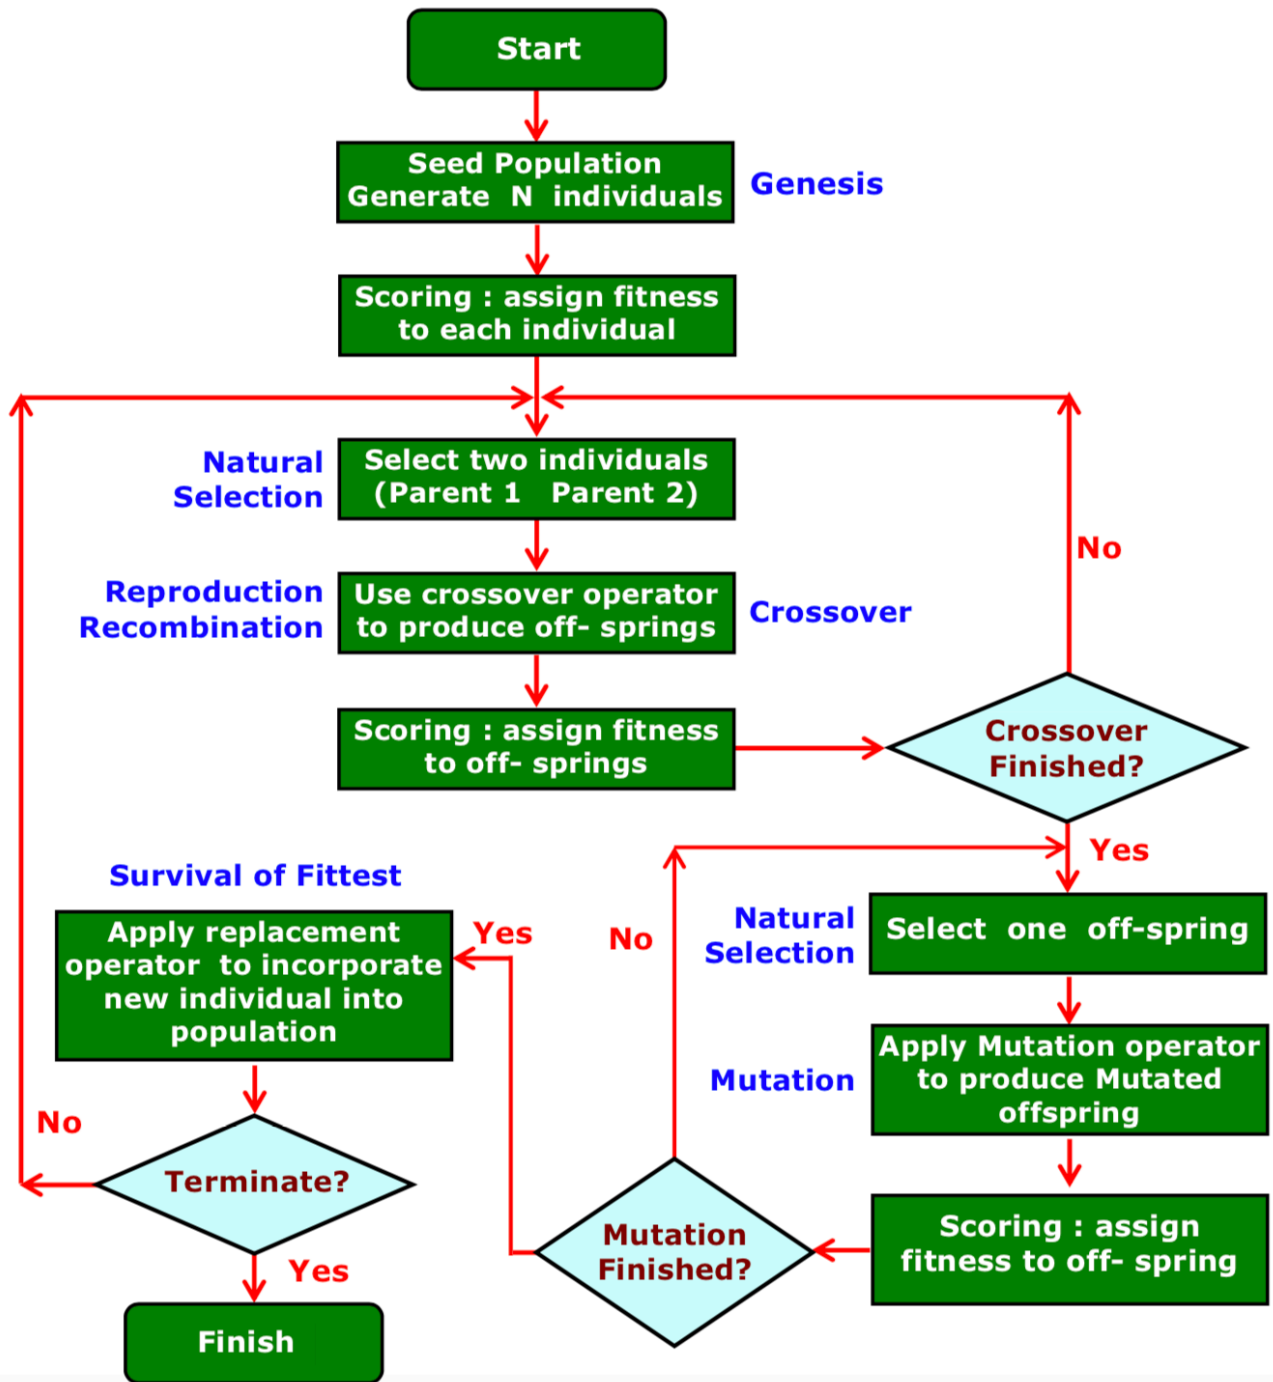 Start
Seed Population
Generate N individuals
Genesis
Scoring : assign fitness
to each individual
Natural
Selection
Select two individuals
(Parent 1 Parent 2)
No
Reproduction
Recombination
Use crossover operator
to produce off- springs
Crossover
Scoring : assign fitness
to off- springs
Crossover
Finished?
Yes
Natural
Selection
Select one off-spring
Mutation
Apply Mutation operator
to produce Mutated
offspring
Scoring : assign
fitness to off- spring
Mutation
Finished?
No
Yes
Survival of Fittest
Apply replacement
operator to incorporate
new individual into
population
No
Terminate?
Yes
Finish